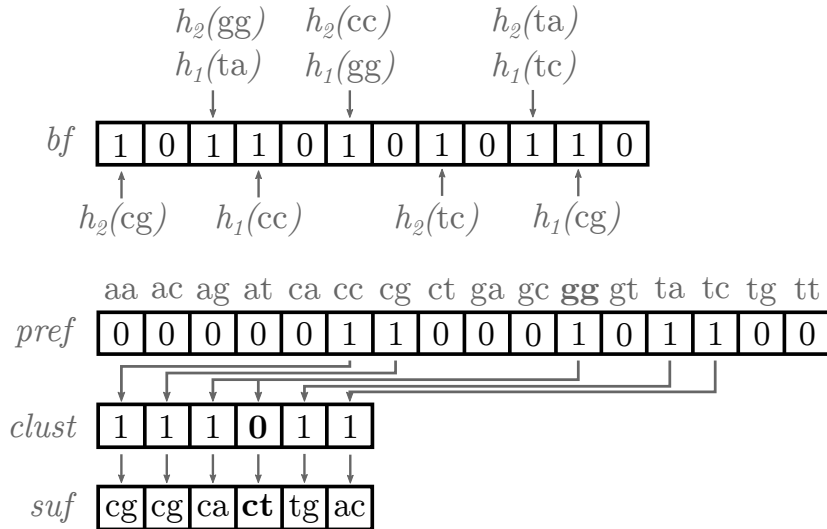 h₂(gg) h₂(cc) h₂(ta)
h₁(ta) h₁(gg) h₁(tc)
bf 1 0 1 1 0 1 0 1 0 1 1 0
h₂(cg) h₁(cc) h₂(tc) h₁(cg)
aa ac ag at ca cc cg ct ga gc gg gt ta tc tg tt
pref 0 0 0 0 0 1 1 0 0 0 1 0 1 1 0 0
clust 1 1 1 0 1 1
suf cg cg ca ct tg ac